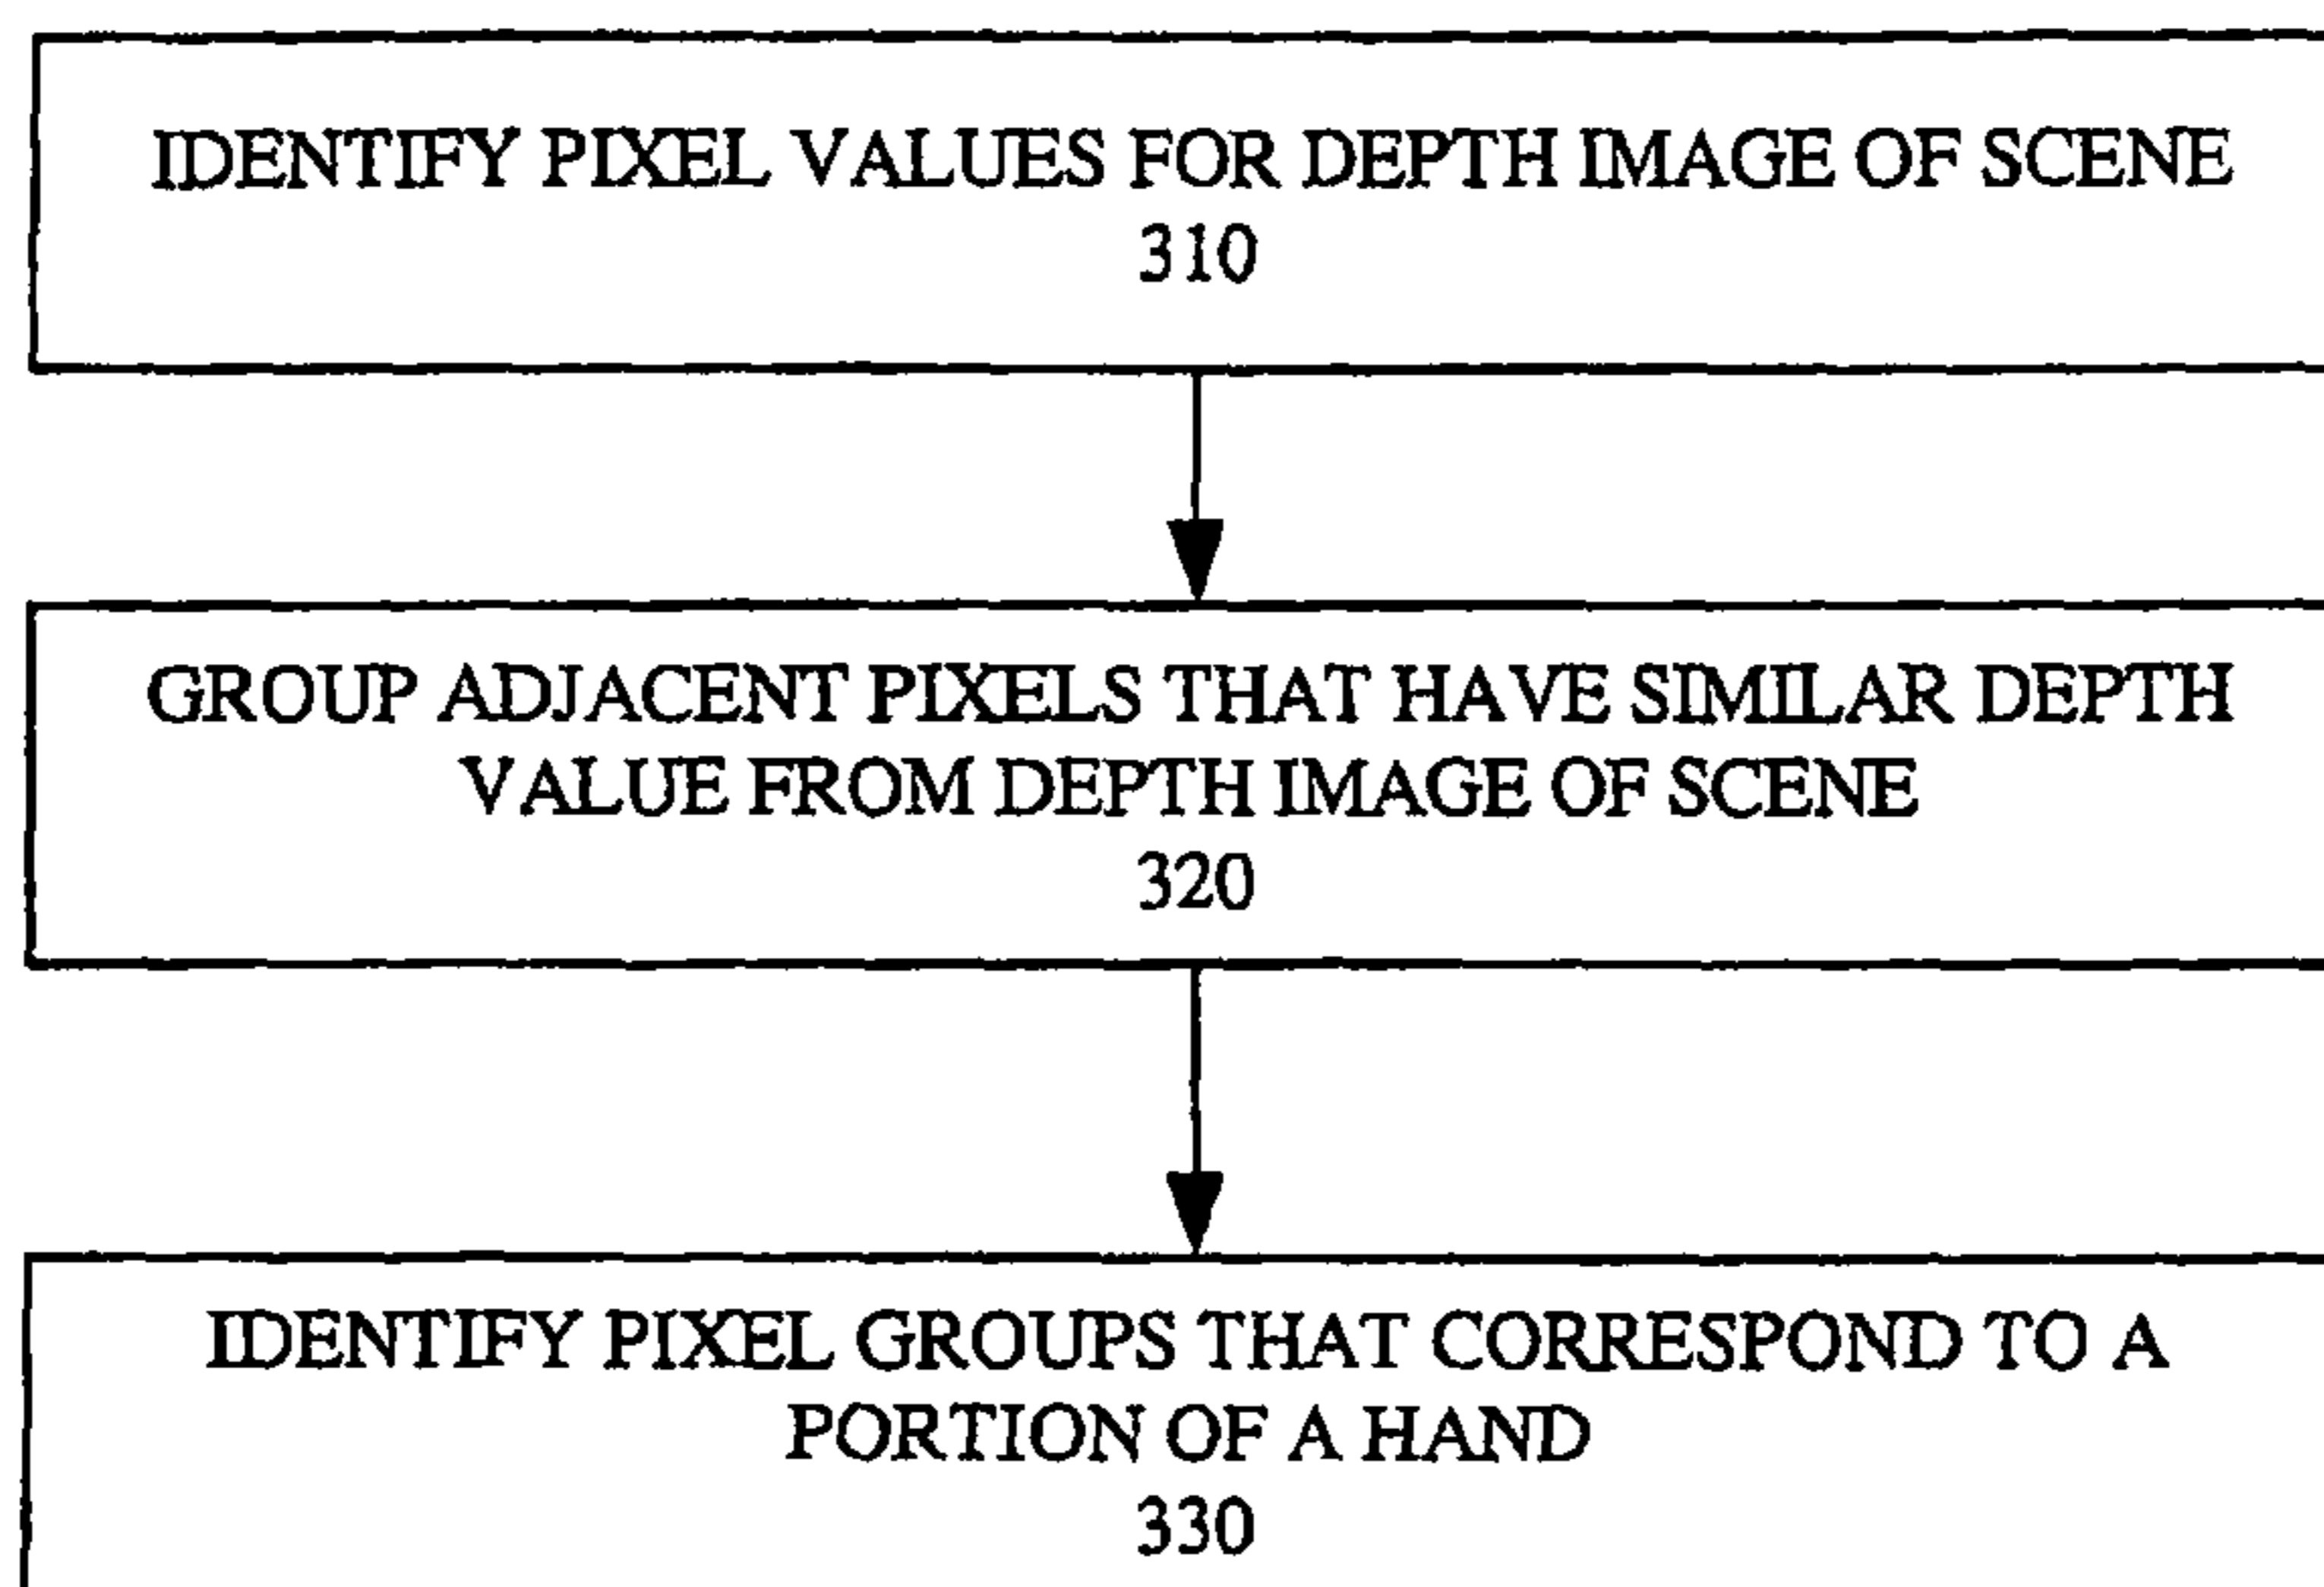 IDENTIFY PIXEL VALUES FOR DEPTH IMAGE OF SCENE
310
GROUP ADJACENT PIXELS THAT HAVE SIMILAR DEPTH
VALUE FROM DEPTH IMAGE OF SCENE
320
IDENTIFY PIXEL GROUPS THAT CORRESPOND TO A
PORTION OF A HAND
330